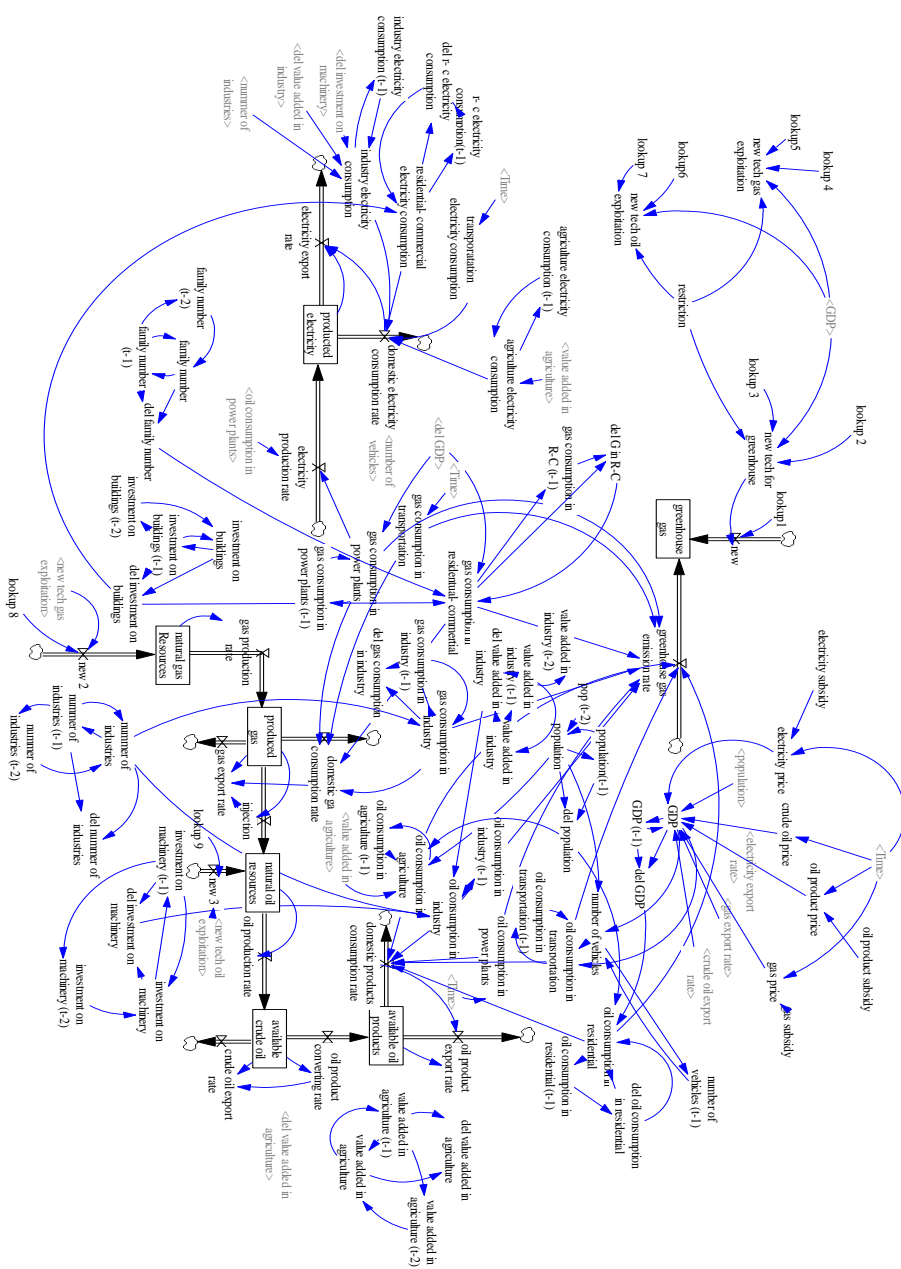 lookup 2
lookup 4
lookup5
new tech gas
exploitation
lookup6
lookup 7
new tech oil
exploitation
restriction
<GDP>
lookup 3
new tech for
greenhouse
lookup1
new
greenhouse
gas
greenhouse gas
emission rate
electricity subsidy
electricity price
<population>
crude oil price
<Time>
oil product price
oil product subsidy
gas price
gas subsidy
GDP
GDP (t-1)
del GDP
<electricity export
rate>
<gas export rate>
<crude oil export
rate>
number of
vehicles (t-1)
number of vehicles
del oil consumption
in residential
oil consumption in
residential
oil consumption in
residential (t-1)
pop (t-2)
population(t-1)
population
del population
value added in
industry (t-2)
value added in
industry (t-1)
del value added in
industry
value added in
industry
del G in R-C
gas consumption in
R-C (t-1)
gas consumption in
residentual- commertial
<del GDP>
<Time>
<number of
vehicles>
gas consumption in
transportation
gas consumption in
power plants
gas consumption in
power plants (t-1)
gas consumption in
industry (t-1)
gas consumption in
industry
del gas consumption
in industry
oil consumption in
industry (t-1)
oil consumption in
industry
oil consumption in
transportation
oil consumption in
transportation (t-1)
oil consumption in
power plants
oil consumption in
agriculture
oil consumption in
agriculture (t-1)
<value added in
agriculture>
<Time>
r- c electricity
consumption(t-1)
del r- c electricity
consumption
industry electricity
consumption (t-1)
<del investment on
machinery>
<del value added in
industry>
<nummer of
industries>
industry electricity
consumption
residential- commercial
electricity consumption
<Time>
transporatation
electricity consumption
agriculture electricity
consumption (t-1)
agriculture electricity
consumption
<value added in
agriculture>
domestic electricity
consumption rate
electricity export
rate
producted
electricity
electricity
production rate
<oil consumption in
power plants>
family number
(t-2)
family number
family number
(t-1)
del family number
investment on
buildings
investment on
buildings (t-1)
investment on
buildings (t-2)
del investment on
buildings
<new tech gas
exploitation>
lookup 8
new 2
natural gas
Resources
gas production
rate
produced
gas
domestic ga
consumption rate
gas export rate
injection
nummer of
industries
nummer of
industries (t-1)
nummer of
industries (t-2)
del nummer of
industries
lookup 9
new 3
<new tech oil
exploitation>
natural oil
resources
oil production rate
investment on
machinery (t-1)
del investment on
machinery
investment on
machinery
investment on
machinery (t-2)
domestic products
consumption rate
available oil
products
oil product
export rate
oil product
converting rate
available
crude oil
crude oil export
rate
<del value added in
agriculture>
value added in
agriculture (t-1)
value added in
agriculture
del value added in
agriculture
value added in
agriculture (t-2)